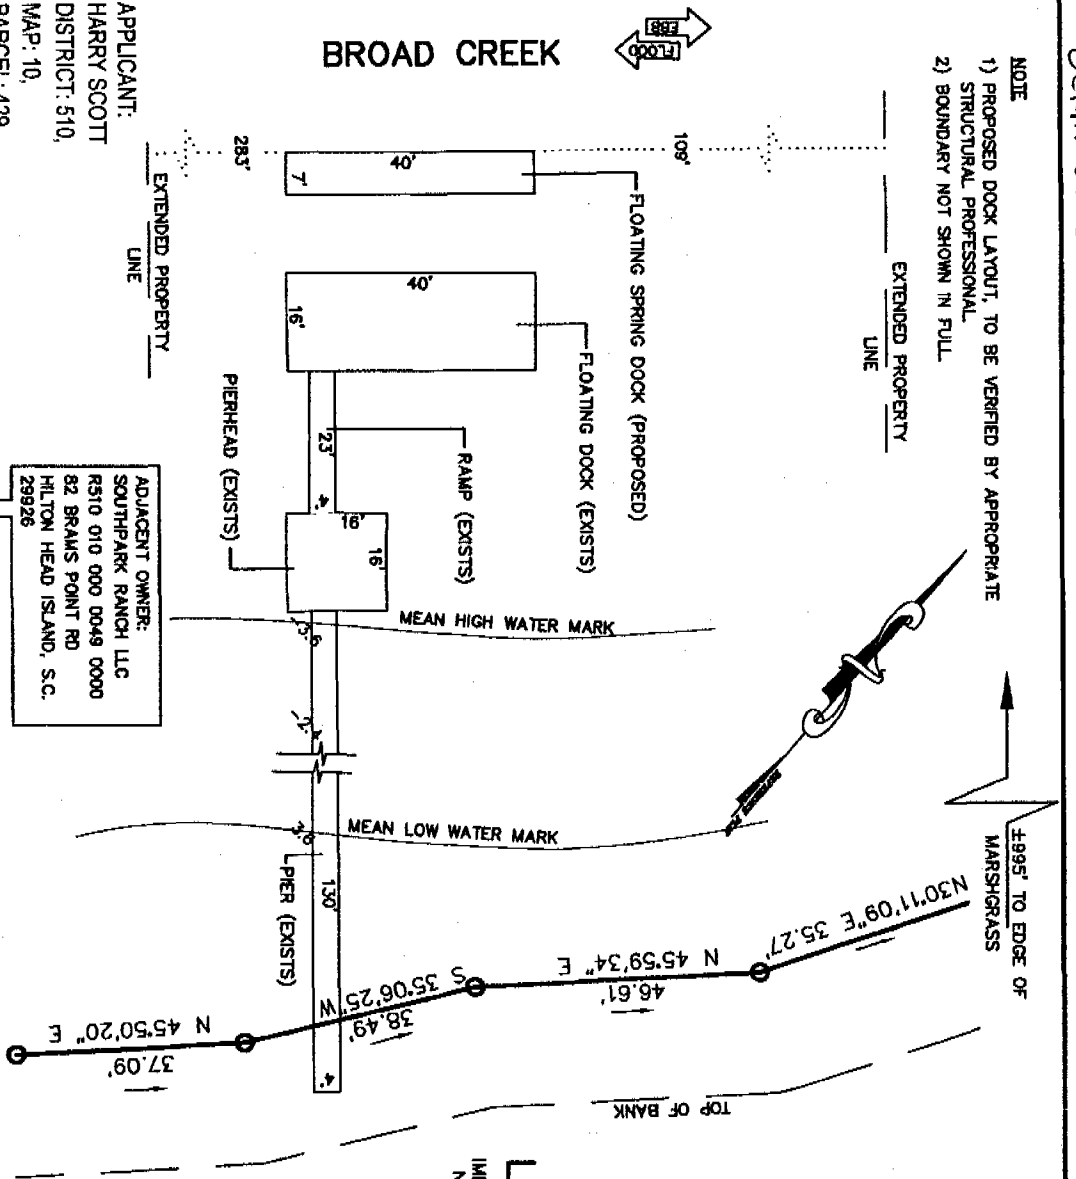 NOTE
1) PROPOSED DOCK LAYOUT, TO BE VERIFIED BY APPROPRIATE
STRUCTURAL PROFESSIONAL.
2) BOUNDARY NOT SHOWN IN FULL.
EBB
FLOOD
BROAD CREEK
APPLICANT:
HARRY SCOTT
DISTRICT: 510,
MAP: 10,
283'
109'
EXTENDED PROPERTY
LINE
EXTENDED PROPERTY
LINE
40'
7'
FLOATING SPRING DOCK (PROPOSED)
40'
16'
FLOATING DOCK (EXISTS)
23'
4'
RAMP (EXISTS)
16'
16'
PIERHEAD (EXISTS)
ADJACENT OWNER:
SOUTHPARK RANCH LLC
R510 010 000 0049 0000
82 BRAMS POINT RD
HILTON HEAD ISLAND, S.C.
29926
MEAN HIGH WATER MARK
MEAN LOW WATER MARK
3.6
PIER (EXISTS)
130'
4'
±995' TO EDGE OF
MARSHGRASS
N30°11'09"E 35.27'
N 45°59'34" E
46.61'
S 35°06'25" W
38.49'
N 45°50'20" E
37.09'
TOP OF BANK